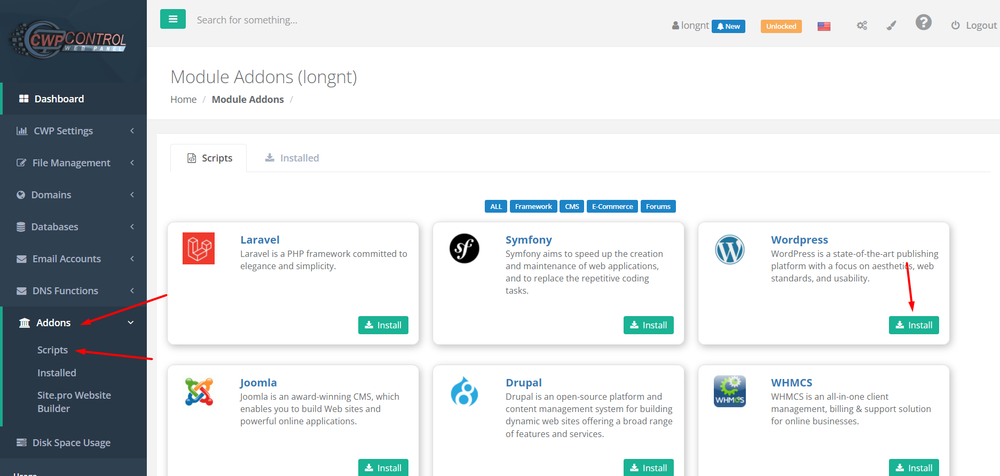 CWP CONTROL
WEB PANEL
Search for something...
longnt New Unlocked Logout
Module Addons (longnt)
Home / Module Addons /
Dashboard
CWP Settings
File Management
Domains
Databases
Email Accounts
DNS Functions
Addons
Scripts
Installed
Site.pro Website
Builder
Disk Space Usage
Usage
Scripts Installed
ALL Framework CMS E-Commerce Forums
Laravel
Laravel is a PHP framework committed to
elegance and simplicity.
Install
Symfony
Symfony aims to speed up the creation
and maintenance of web applications,
and to replace the repetitive coding
tasks.
Install
Wordpress
WordPress is a state-of-the-art publishing
platform with a focus on aesthetics, web
standards, and usability.
Install
Joomla
Joomla is an award-winning CMS, which
enables you to build Web sites and
powerful online applications.
Install
Drupal
Drupal is an open-source platform and
content management system for building
dynamic web sites offering a broad range
of features and services.
Install
WHMCS
WHMCS
WHMCS is an all-in-one client
management, billing & support solution
for online businesses.
Install